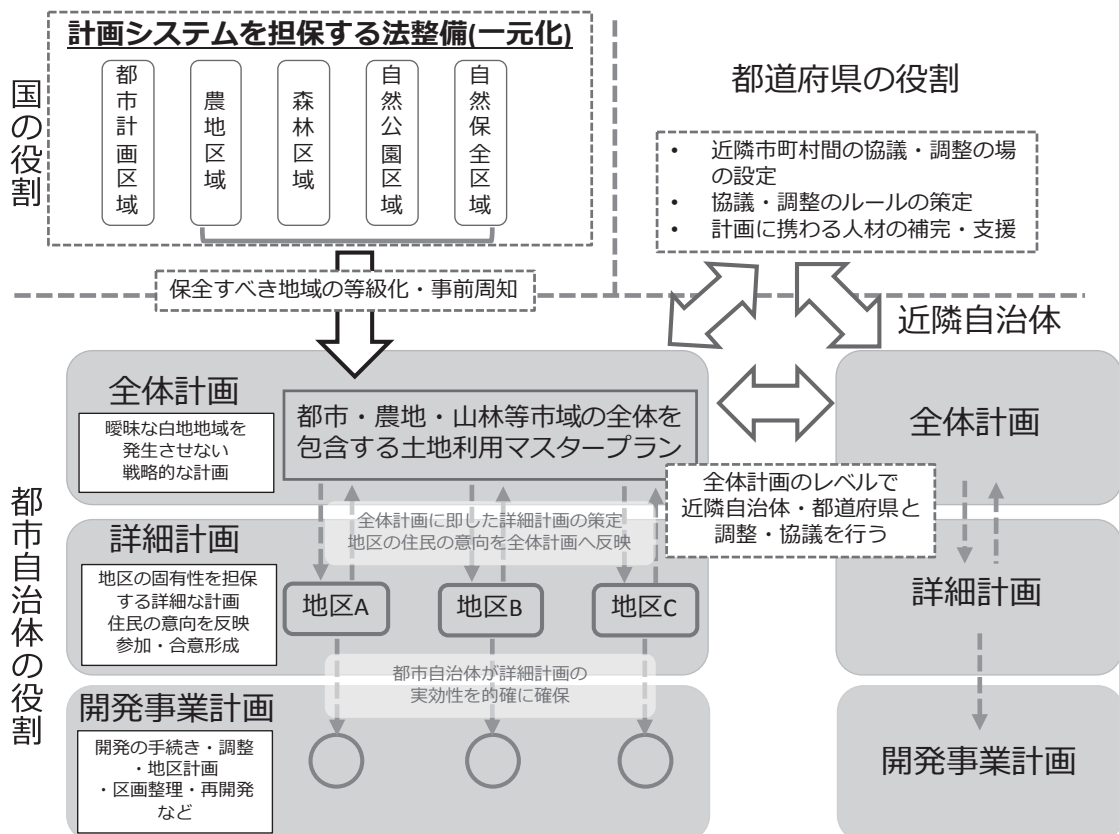 計画システムを担保する法整備(一元化)
国の役割
都市計画区域
農地区域
森林区域
自然公園区域
自然保全区域
保全すべき地域の等級化・事前周知
都道府県の役割
• 近隣市町村間の協議・調整の場
の設定
• 協議・調整のルールの策定
• 計画に携わる人材の補完・支援
近隣自治体
都市自治体の役割
全体計画
曖昧な白地地域を
発生させない
戦略的な計画
都市・農地・山林等市域の全体を
包含する土地利用マスタープラン
全体計画に即した詳細計画の策定
地区の住民の意向を全体計画へ反映
全体計画のレベルで
近隣自治体・都道府県と
調整・協議を行う
詳細計画
地区の固有性を担保
する詳細な計画
住民の意向を反映
参加・合意形成
地区A
地区B
地区C
都市自治体が詳細計画の
実効性を的確に確保
開発事業計画
開発の手続き・調整
・地区計画
・区画整理・再開発
など
全体計画
詳細計画
開発事業計画